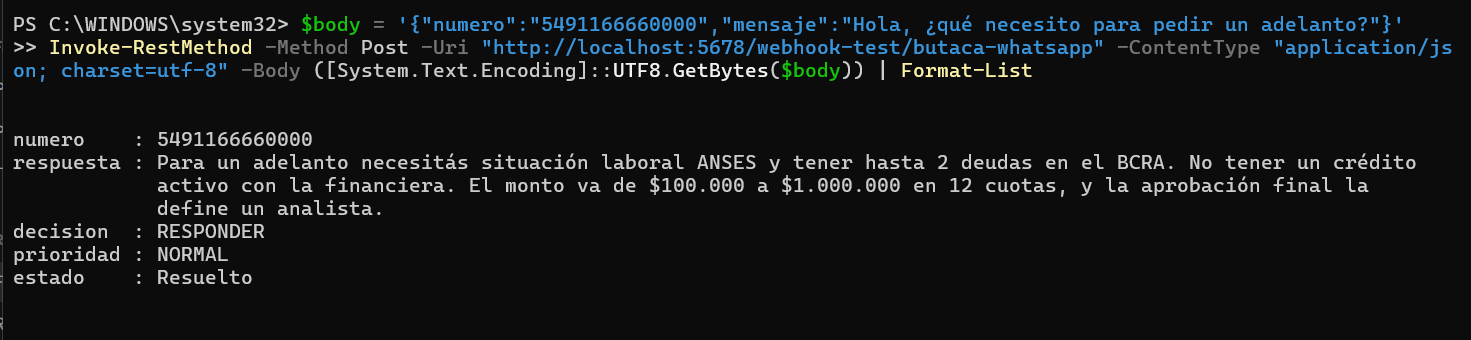 PS C:\WINDOWS\system32> $body = '{"numero":"5491166660000","mensaje":"Hola, ¿qué necesito para pedir un adelanto?"}'
>> Invoke-RestMethod -Method Post -Uri "http://localhost:5678/webhook-test/butaca-whatsapp" -ContentType "application/js
on; charset=utf-8" -Body ([System.Text.Encoding]::UTF8.GetBytes($body)) | Format-List
numero    : 5491166660000
respuesta : Para un adelanto necesitás situación laboral ANSES y tener hasta 2 deudas en el BCRA. No tener un crédito
            activo con la financiera. El monto va de $100.000 a $1.000.000 en 12 cuotas, y la aprobación final la
            define un analista.
decision  : RESPONDER
prioridad : NORMAL
estado    : Resuelto